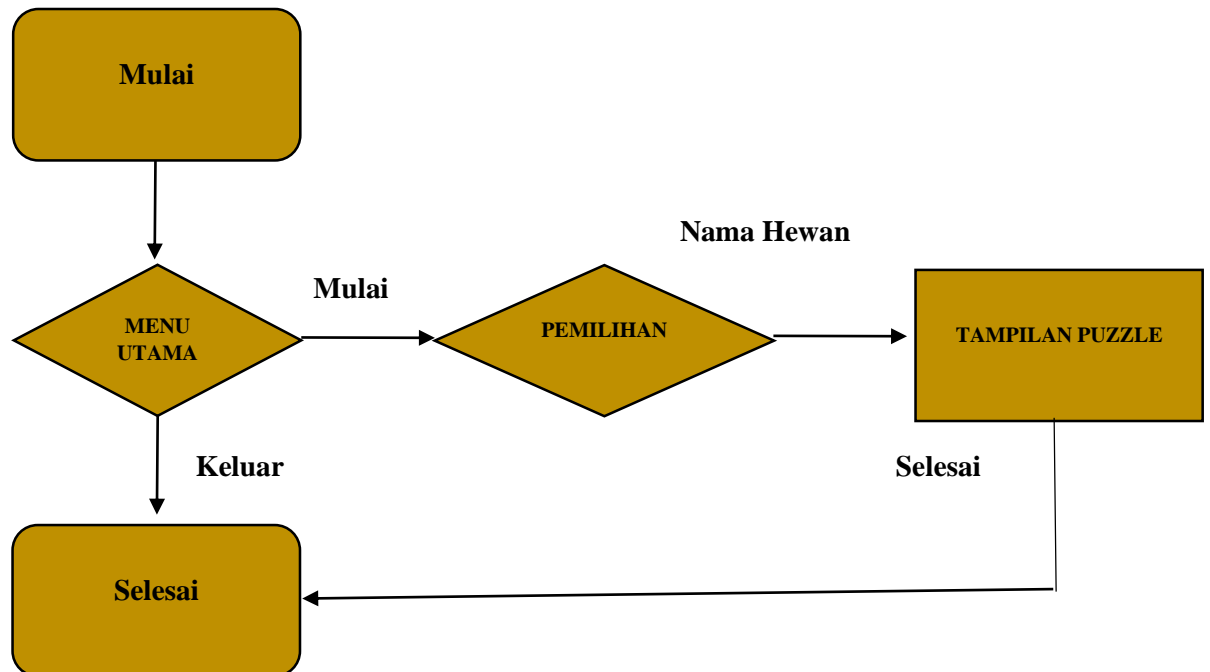 Mulai
Nama Hewan
Mulai
MENU
UTAMA
PEMILIHAN
TAMPILAN PUZZLE
Keluar
Selesai
Selesai